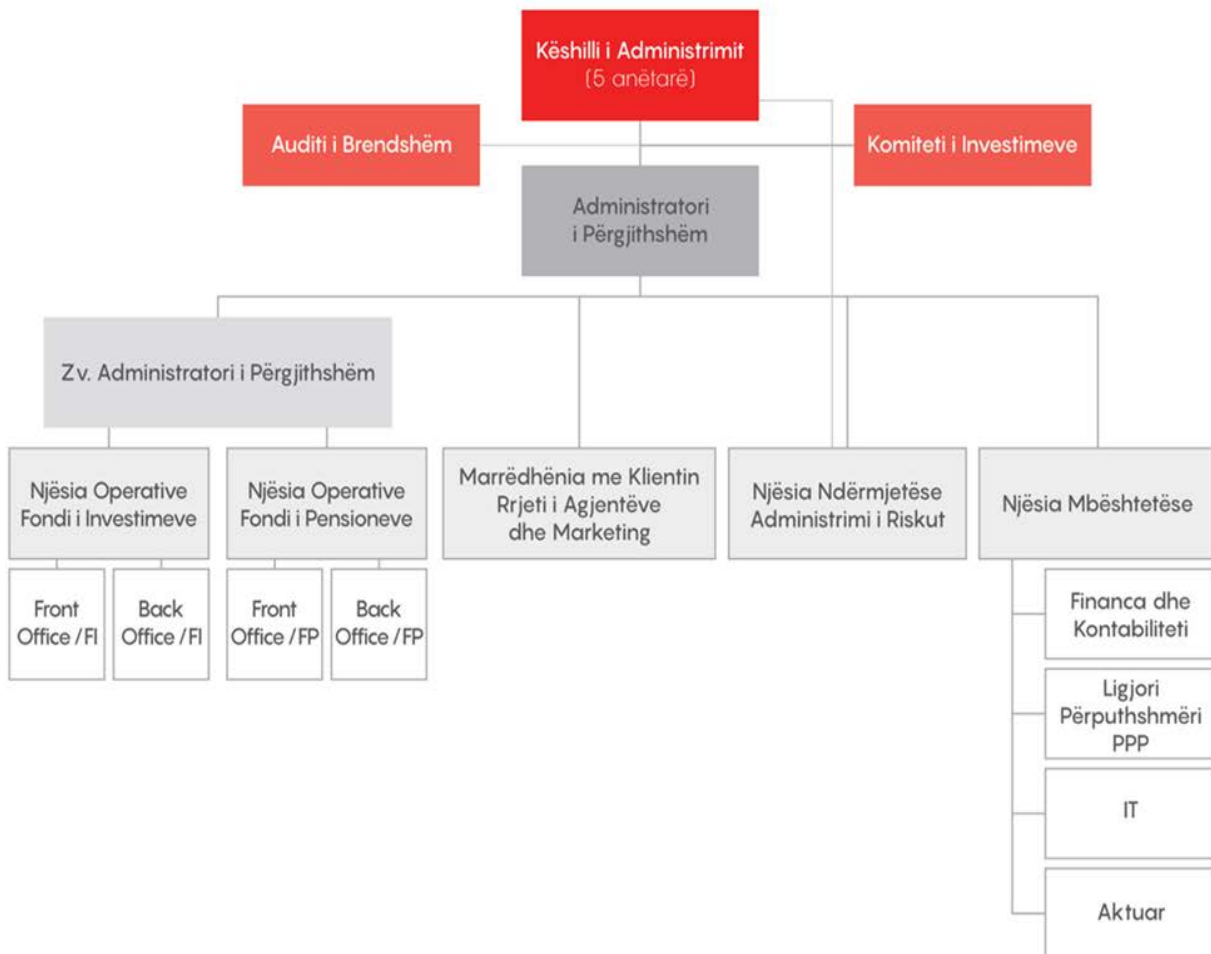 Këshilli i Administrimit
(5 anëtarë)
Auditi i Brendshëm
Komiteti i Investimeve
Administratori
i Përgjithshëm
Zv. Administratori i Përgjithshëm
Njësia Operative
Fondi i Investimeve
Njësia Operative
Fondi i Pensioneve
Marrëdhënia me Klientin
Rrjeti i Agjentëve
dhe Marketing
Njësia Ndërmjetëse
Administrimi i Riskut
Njësia Mbështetëse
Front
Office /FI
Back
Office /FI
Front
Office /FP
Back
Office /FP
Financa dhe
Kontabiliteti
Ligjori
Përputhshmëri
PPP
IT
Aktuar